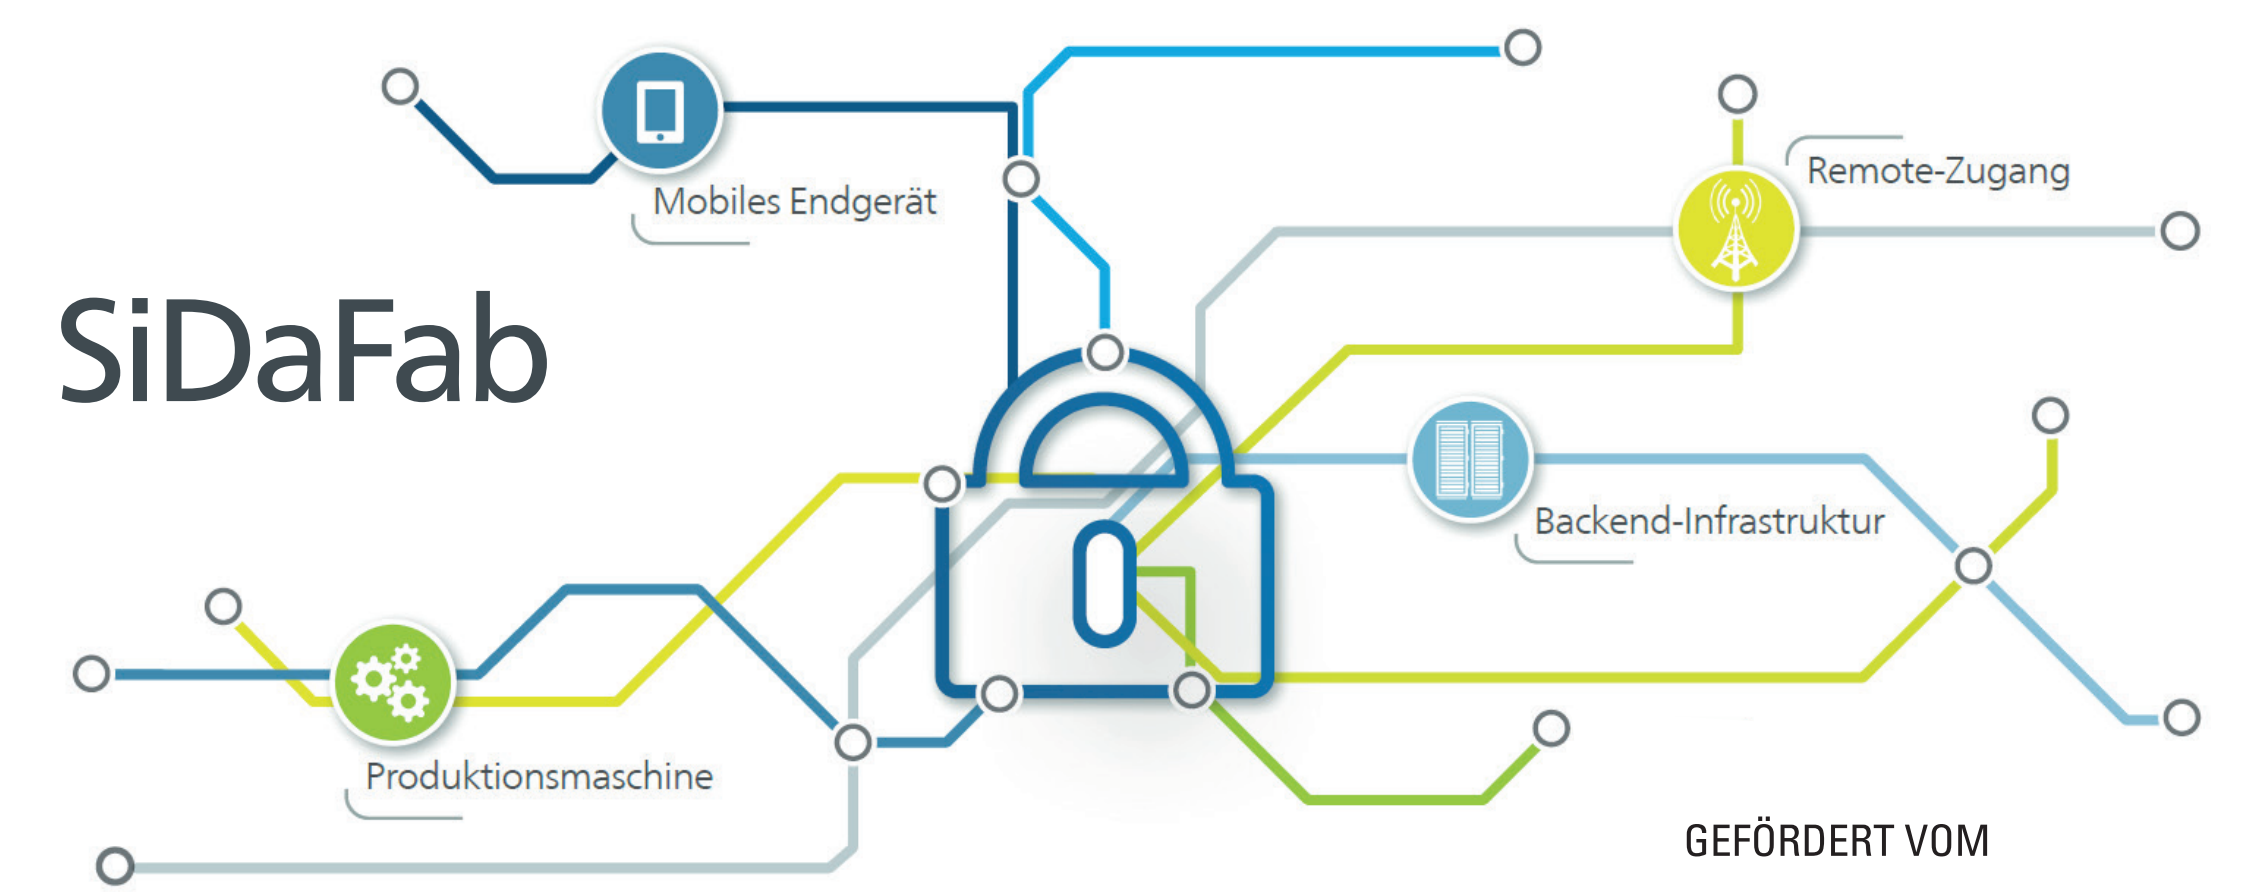 Mobiles Endgerät
Remote-Zugang
SiDaFab
Backend-Infrastruktur
Produktionsmaschine
GEFÖRDERT VOM